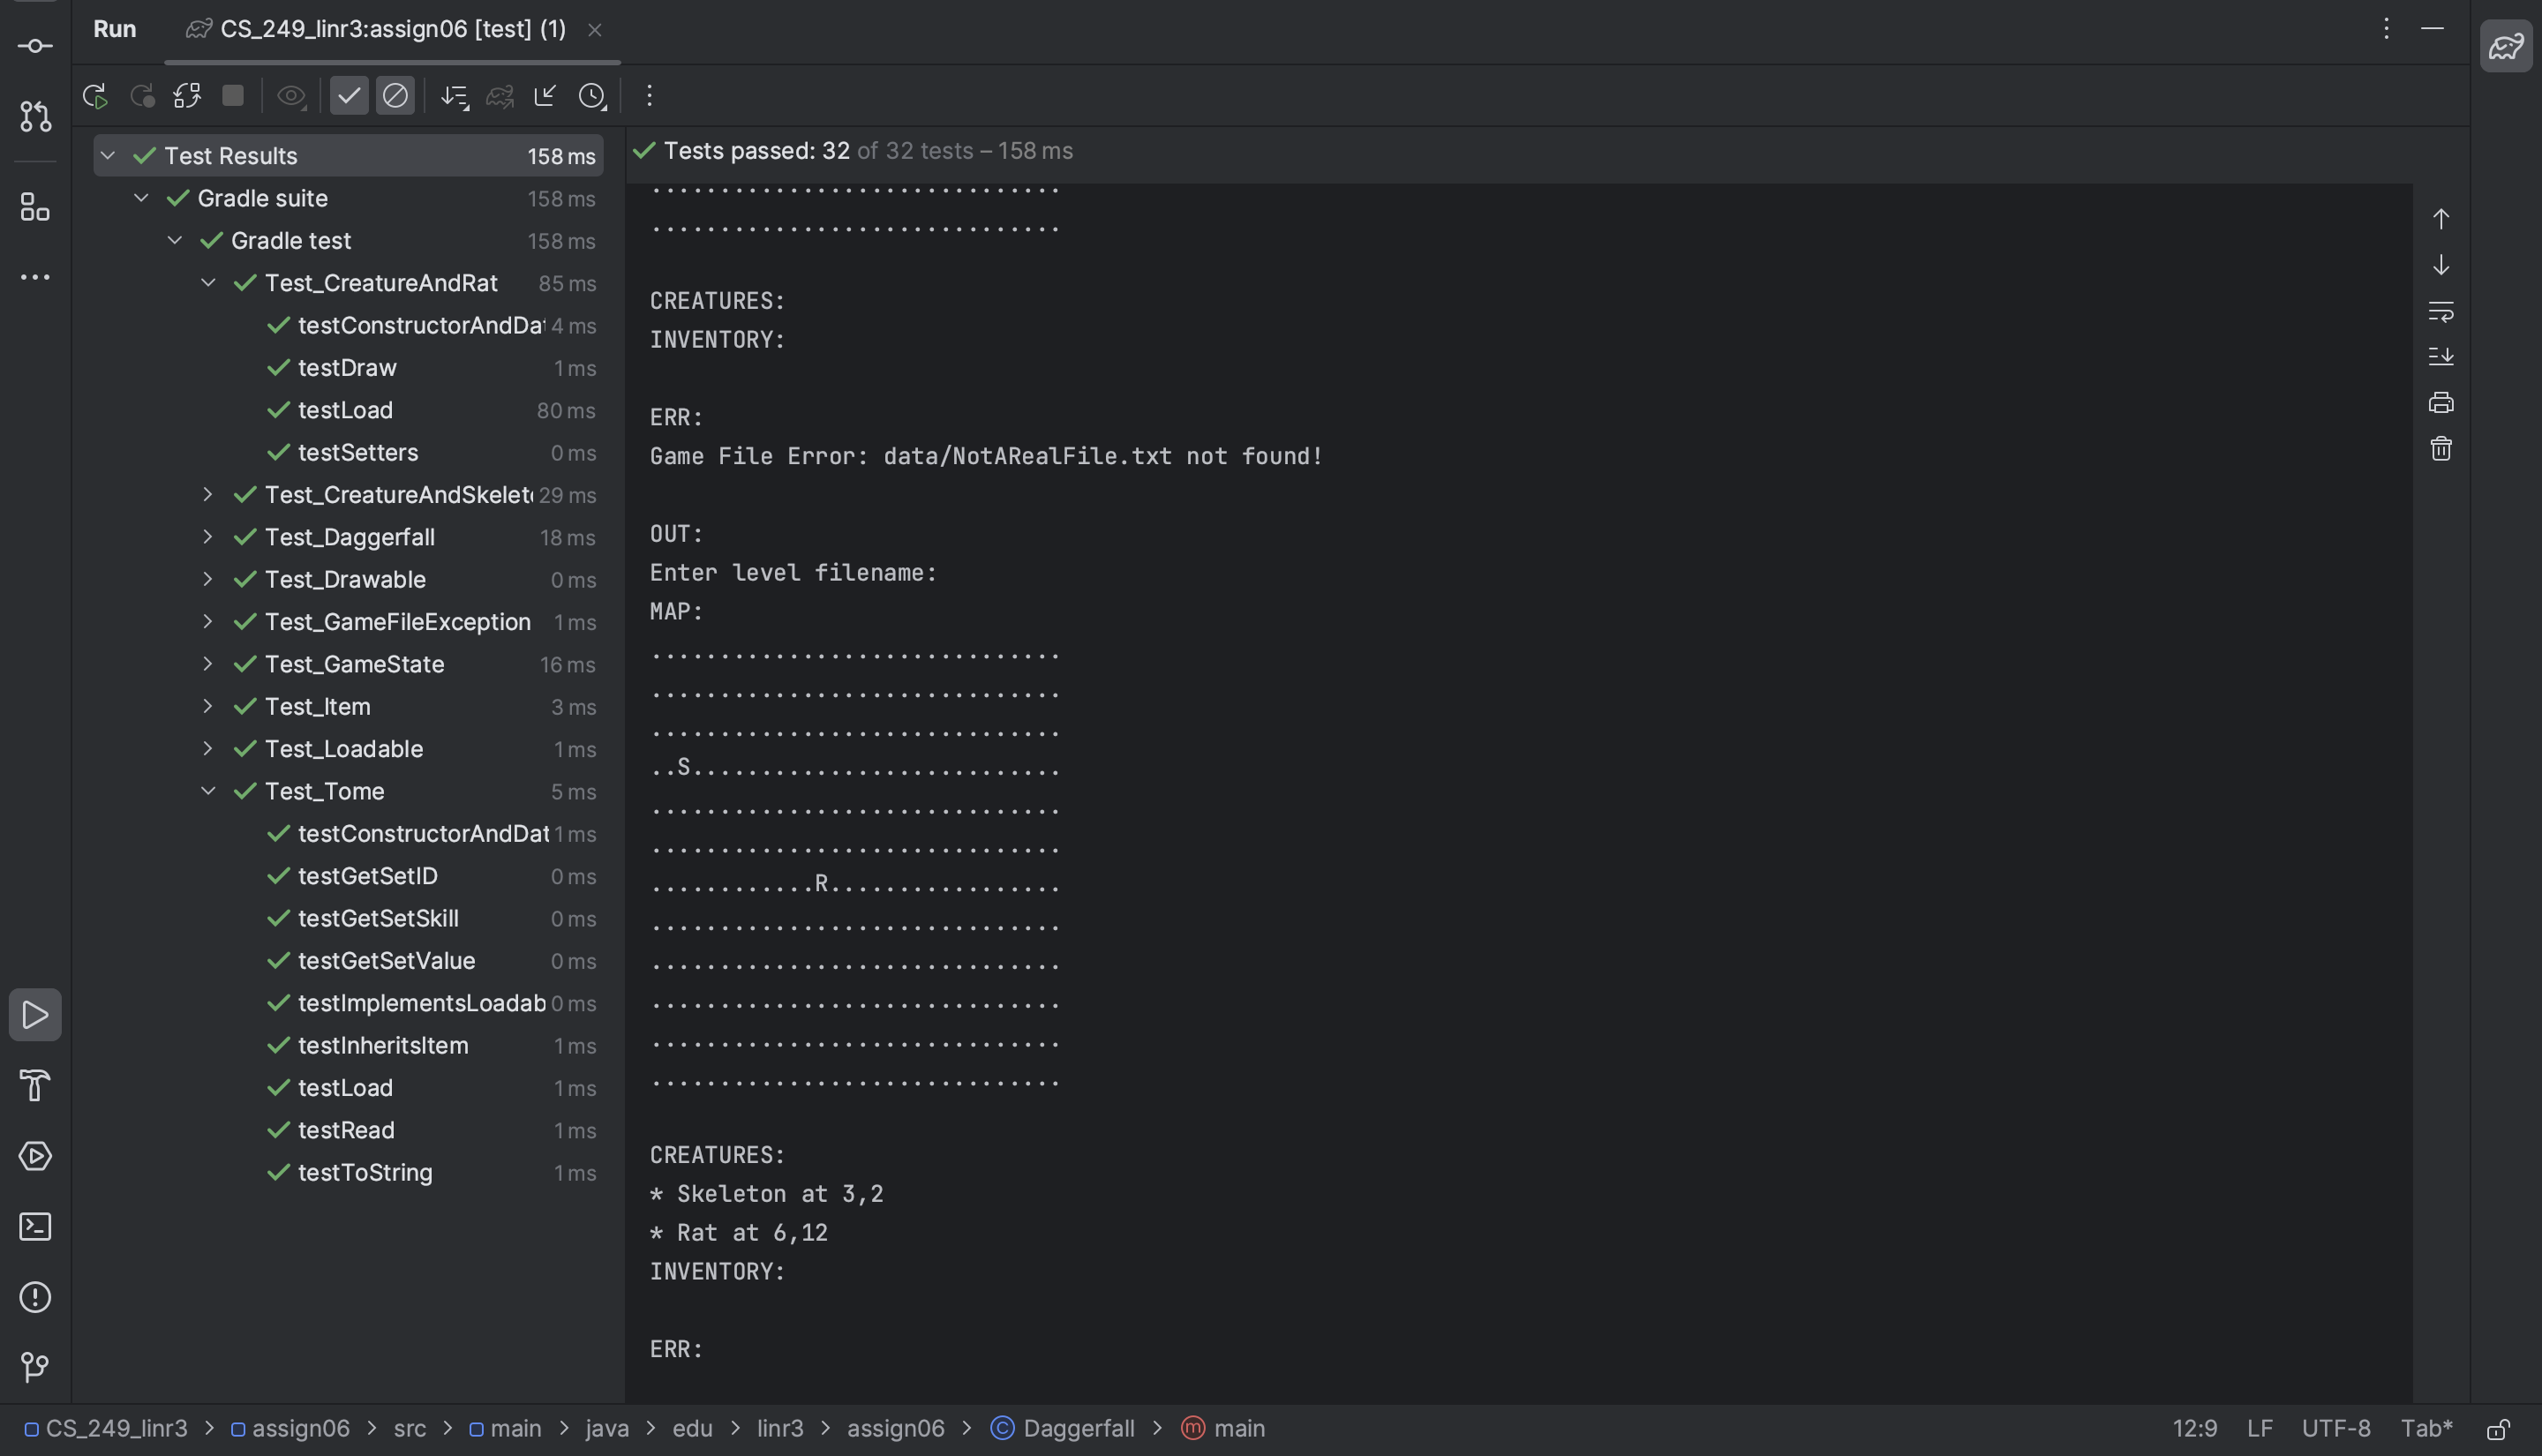 Run CS_249_linr3:assign06 [test] (1)
Test Results 158 ms
Gradle suite 158 ms
Gradle test 158 ms
Test_CreatureAndRat 85 ms
testConstructorAndDat 4 ms
testDraw 1 ms
testLoad 80 ms
testSetters 0 ms
Test_CreatureAndSkelet 29 ms
Test_Daggerfall 18 ms
Test_Drawable 0 ms
Test_GameFileException 1 ms
Test_GameState 16 ms
Test_Item 3 ms
Test_Loadable 1 ms
Test_Tome 5 ms
testConstructorAndDat 1 ms
testGetSetID 0 ms
testGetSetSkill 0 ms
testGetSetValue 0 ms
testImplementsLoadab 0 ms
testInheritsItem 1 ms
testLoad 1 ms
testRead 1 ms
testToString 1 ms
Tests passed: 32 of 32 tests – 158 ms
..............................
..............................
CREATURES:
INVENTORY:
ERR:
Game File Error: data/NotARealFile.txt not found!
OUT:
Enter level filename:
MAP:
..............................
..............................
..............................
..S...........................
..............................
..............................
............R.................
..............................
..............................
..............................
..............................
..............................
CREATURES:
* Skeleton at 3,2
* Rat at 6,12
INVENTORY:
ERR:
CS_249_linr3 > assign06 > src > main > java > edu > linr3 > assign06 > Daggerfall > main 12:9 LF UTF-8 Tab*